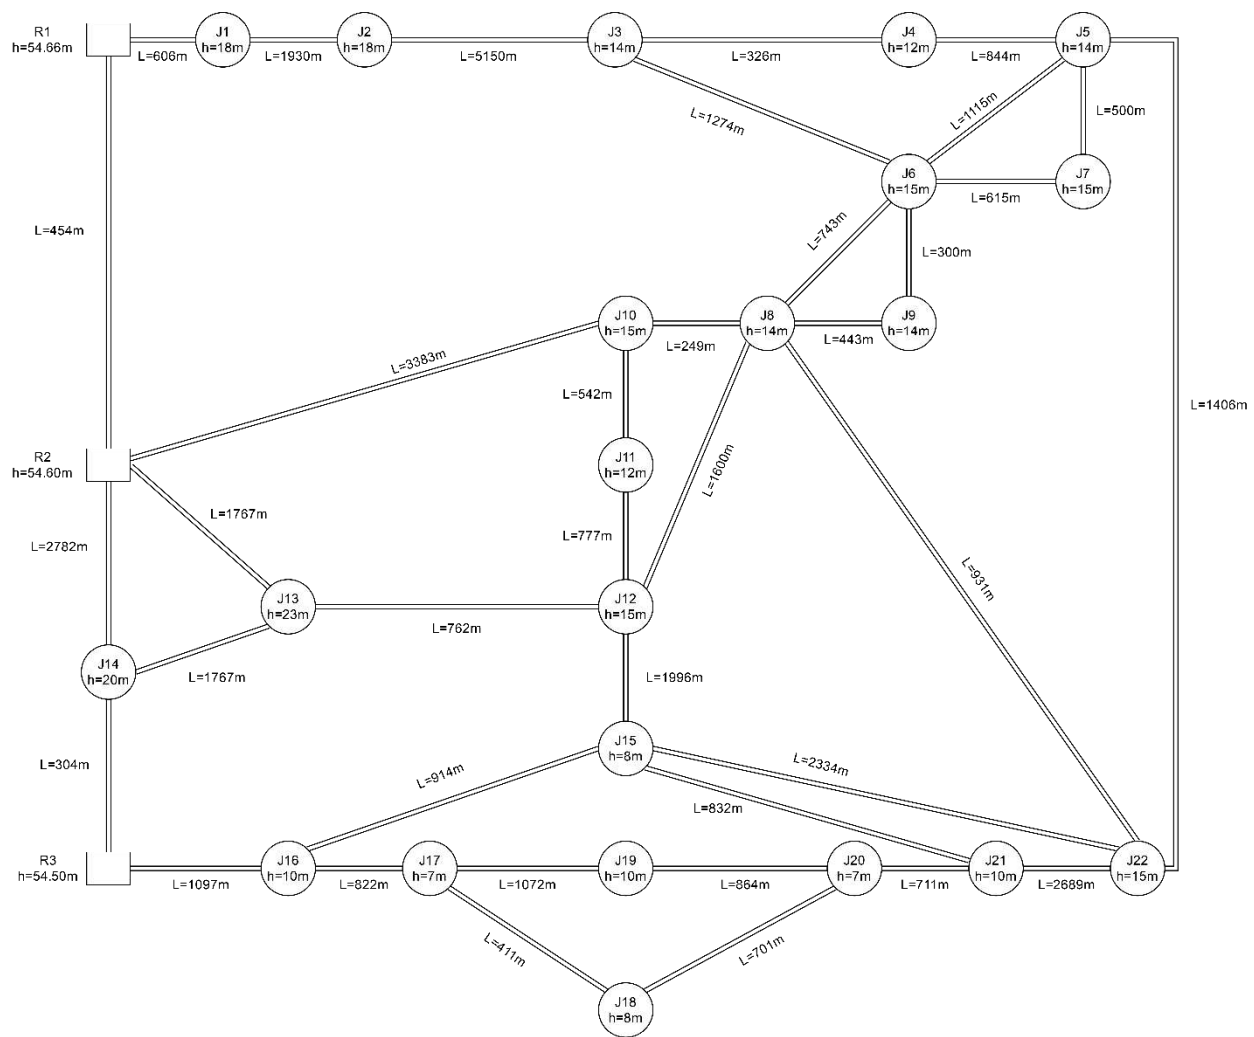 R1
h=54.66m
J1
h=18m
J2
h=18m
J3
h=14m
J4
h=12m
J5
h=14m
L=606m
L=1930m
L=5150m
L=326m
L=844m
L=1274m
L=1115m
L=500m
J6
h=15m
J7
h=15m
L=615m
L=454m
L=743m
L=300m
J10
h=15m
J8
h=14m
J9
h=14m
L=249m
L=443m
L=3383m
L=542m
L=1406m
R2
h=54.60m
J11
h=12m
L=1600m
L=1767m
L=777m
L=2782m
L=931m
J13
h=23m
J12
h=15m
L=762m
J14
h=20m
L=1767m
L=1996m
J15
h=8m
L=304m
L=914m
L=2334m
L=832m
R3
h=54.50m
J16
h=10m
J17
h=7m
J19
h=10m
J20
h=7m
J21
h=10m
J22
h=15m
L=1097m
L=822m
L=1072m
L=864m
L=711m
L=2689m
L=411m
L=701m
J18
h=8m